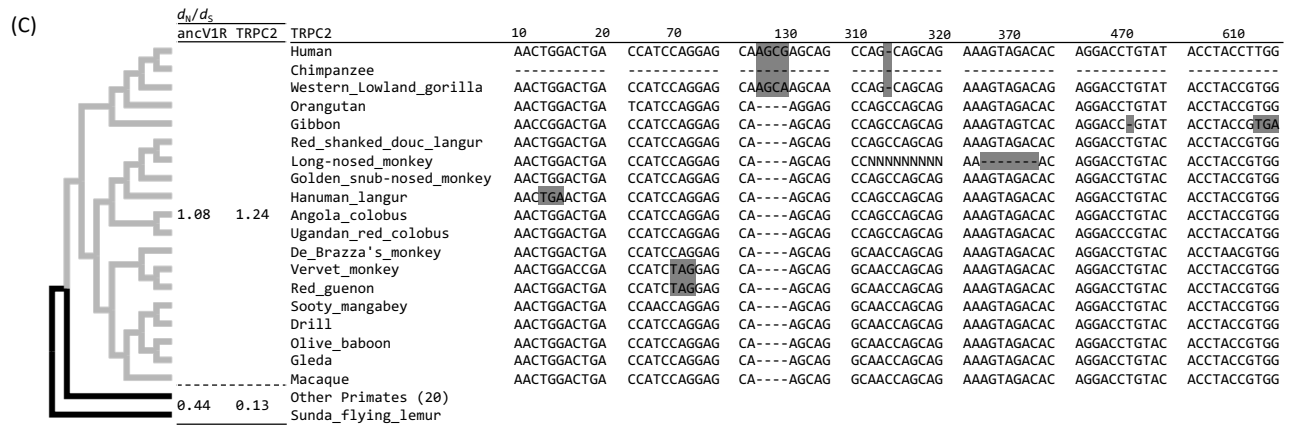 (C)
dN/dS
ancV1R TRPC2 TRPC2 10 20 70 130 310 320 370 470 610
Human AACTGGACTGA CCATCCAGGAG CAAGCGAGCAG CCAG-CAGCAG AAAGTAGACAC AGGACCTGTAT ACCTACCTTGG
Chimpanzee ----------- ----------- ----------- ----------- ----------- ----------- -----------
Western_Lowland_gorilla AACTGGACTGA CCATCCAGGAG CAAGCAAGCAA CCAG-CAGCAG AAAGTAGACAC AGGACCTGTAT ACCTACCGTGG
Orangutan AACTGGACTGA TCATCCAGGAG CA----AGGAG CCAGCCAGCAG AAAGTAGACAC AGGACCTGTAT ACCTACCGTGG
Gibbon AACCGGACTGA CCATCCAGGAG CA----AGCAG CCAGCCAGCAG AAAGTAGTCAC AGGACC-GTAT ACCTACCGTGA
Red_shanked_douc_langur AACTGGACTGA CCATCCAGGAG CA----AGCAG CCAGCCAGCAG AAAGTAGACAC AGGACCTGTAC ACCTACCGTGG
Long-nosed_monkey AACTGGACTGA CCATCCAGGAG CA----AGCAG CCNNNNNNNNN AA-------AC AGGACCTGTAC ACCTACCGTGG
Golden_snub-nosed_monkey AACTGGACTGA CCATCCAGGAG CA----AGCAG CCAGCCAGCAG AAAGTAGACAC AGGACCTGTAC ACCTACCGTGG
Hanuman_langur AACTGAACTGA CCATCCAGGAG CA----AGCAG CCAGCCAGCAG AAAGTAGACAC AGGACCTGTAC ACCTACCGTGG
1.08 1.24 Angola_colobus AACTGGACTGA CCATCCAGGAG CA----AGCAG CCAGCCAGCAG AAAGTAGACAC AGGACCTGTAC ACCTACCGTGG
Ugandan_red_colobus AACTGGACTGA CCATCCAGGAG CA----AGCAG CCAGCCAGCAG AAAGTAGACAC AGGACCCGTAC ACCTACCATGG
De_Brazza's_monkey AACTGGACTGA CCATCCAGGAG CA----AGCAG GCAACCAGCAG AAAGTAGACAC AGGACCTGTAC ACCTAACGTGG
Vervet_monkey AACTGGACCGA CCATCTAGGAG CA----AGCAG GCAACCAGCAG AAAGTAGACAC AGGACCTGTAC ACCTACCGTGG
Red_guenon AACTGGACTGA CCATCTAGGAG CA----AGCAG GCAACCAGCAG AAAGTAGACAC AGGACCTGTAC ACCTACCGTGG
Sooty_mangabey AACTGGACTGA CCAACCAGGAG CA----AGCAG GCAACCAGCAG AAAGTAGACAC AGGACCTGTAC ACCTACCGTGG
Drill AACTGGACTGA CCATCCAGGAG CA----AGCAG GCAACCAGCAG AAAGTAGACAC AGGACCTGTAC ACCTACCGTGG
Olive_baboon AACTGGACTGA CCATCCAGGAG CA----AGCAG GCAACCAGCAG AAAGTAGACAC AGGACCTGTAC ACCTACCGTGG
Gleda AACTGGACTGA CCATCCAGGAG CA----AGCAG GCAACCAGCAG AAAGTAGACAC AGGACCTGTAC ACCTACCGTGG
Macaque AACTGGACTGA CCATCCAGGAG CA----AGCAG GCAACCAGCAG AAAGTAGACAC AGGACCTGTAC ACCTACCGTGG
Other Primates (20)
0.44 0.13
Sunda_flying_lemur